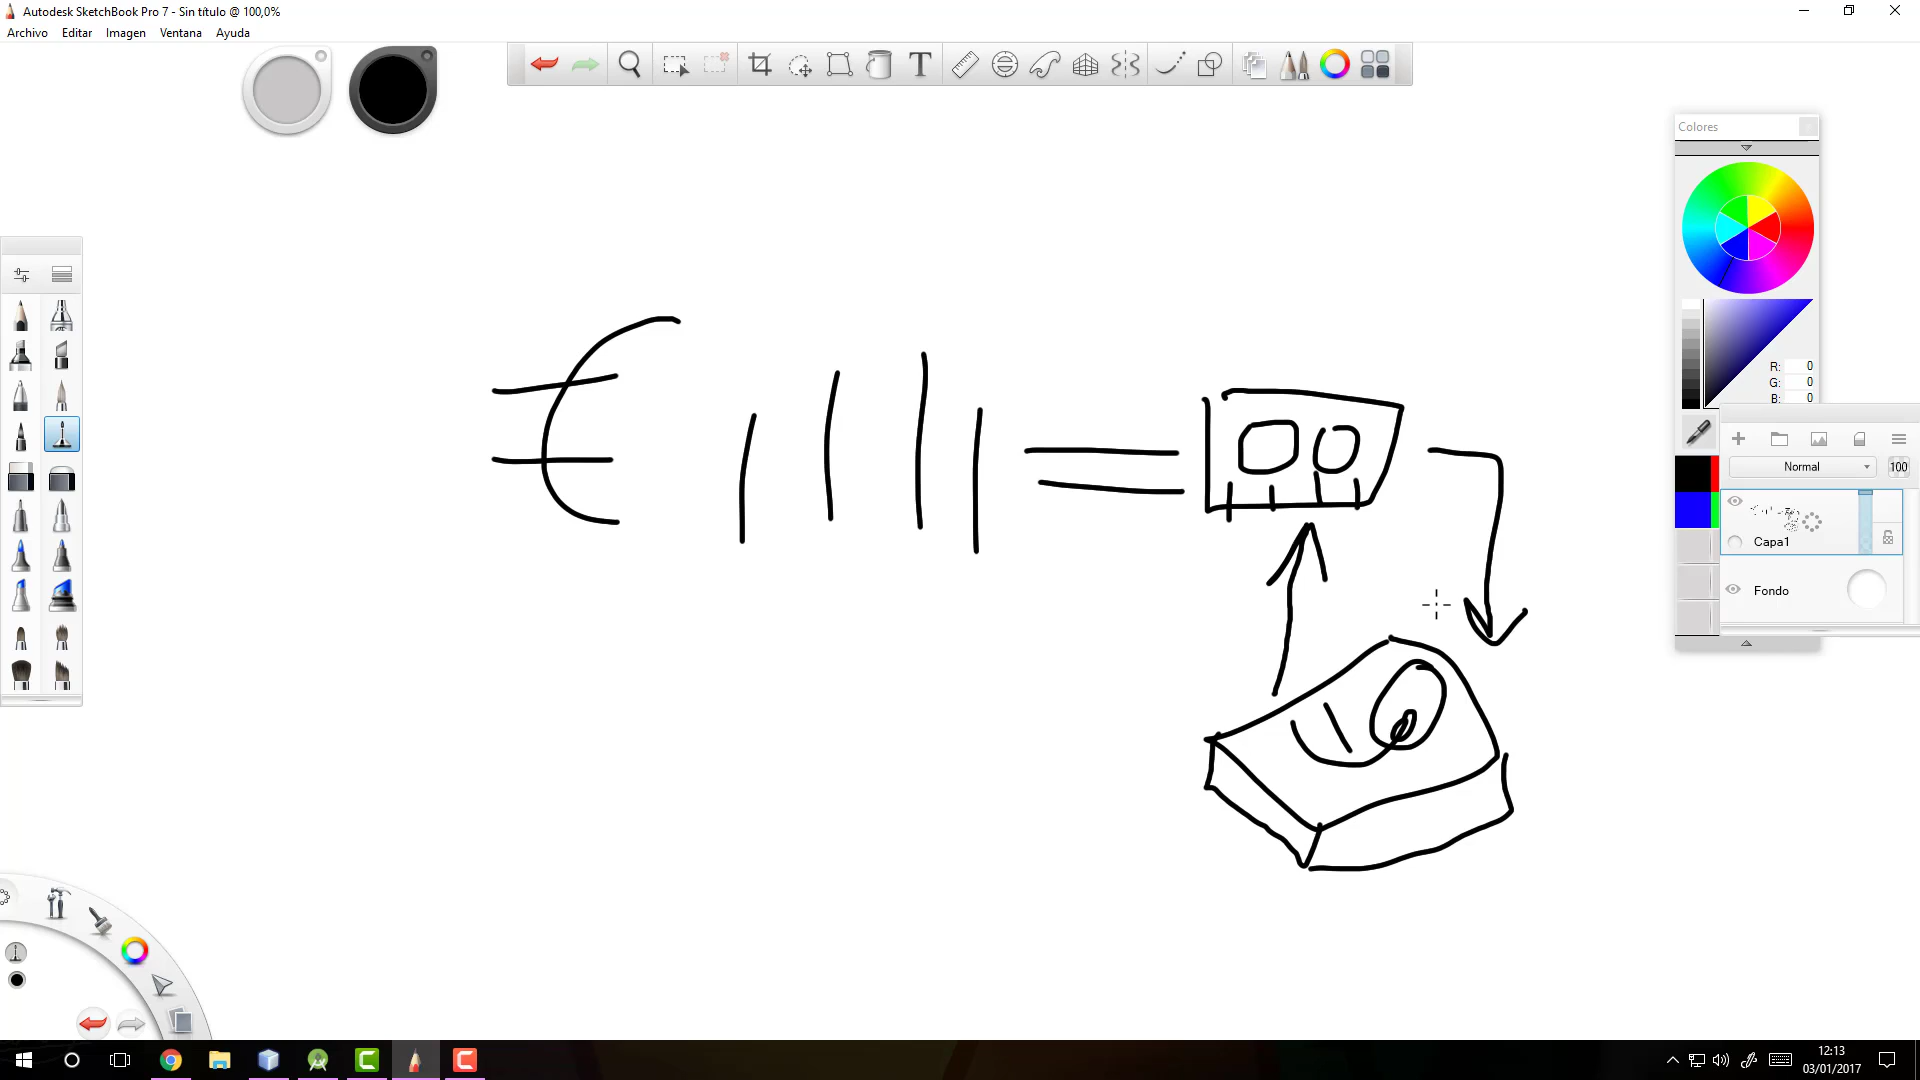 Autodesk SketchBook Pro 7 - Sin título @ 100,0%
Archivo Editar Imagen Ventana Ayuda
T
Colores
R: 0
G: 0
B: 0
Normal 100
Capa1
Fondo
€
12:13
03/01/2017